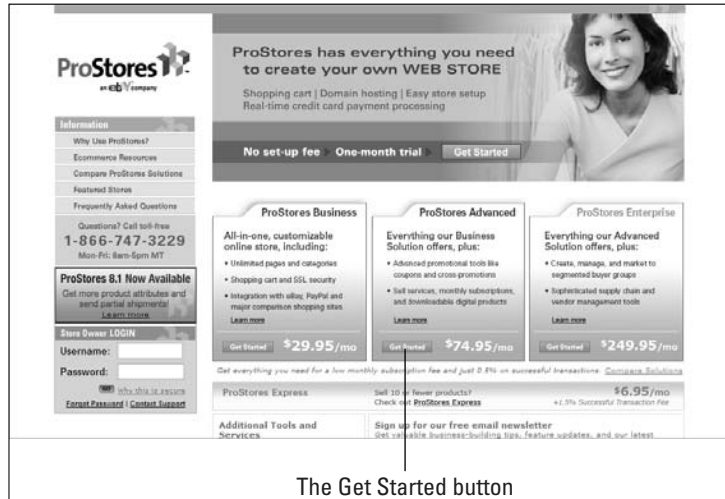 ProStores
an ebY company
ProStores has everything you need
to create your own WEB STORE
Shopping cart | Domain hosting | Easy store setup
Real-time credit card payment processing
No set-up fee One-month trial Get Started
Information
Why Use ProStores?
Ecommerce Resources
Compare ProStores Solutions
Featured Stores
Frequently Asked Questions
Questions? Call toll-free
1-866-747-3229
Mon-Fri: 8am-5pm MT
ProStores 8.1 Now Available
Get more product attributes and
send partial shipments!
Learn more
Store Owner LOGIN
Username:
Password:
why this is secure
Forgot Password | Contact Support
ProStores Business
All-in-one, customizable
online store, including:
• Unlimited pages and categories
• Shopping cart and SSL security
• Integration with eBay, PayPal and
major comparison shopping sites
Learn more
Get Started $29.95/mo
ProStores Advanced
Everything our Business
Solution offers, plus:
• Advanced promotional tools like
coupons and cross-promotions
• Sell services, monthly subscriptions,
and downloadable digital products
Learn more
Get Started $74.95/mo
ProStores Enterprise
Everything our Advanced
Solution offers, plus:
• Create, manage, and market to
segmented buyer groups
• Sophisticated supply chain and
vendor management tools
Learn more
Get Started $249.95/mo
Get everything you need for a low monthly subscription fee and just 0.5% on successful transactions. Compare Solutions
ProStores Express
Sell 10 or fewer products?
Check out ProStores Express
$6.95/mo
+1.5% Successful Transaction Fee
Additional Tools and
Services
Sign up for our free email newsletter
Get valuable business-building tips, feature updates, and our latest
The Get Started button